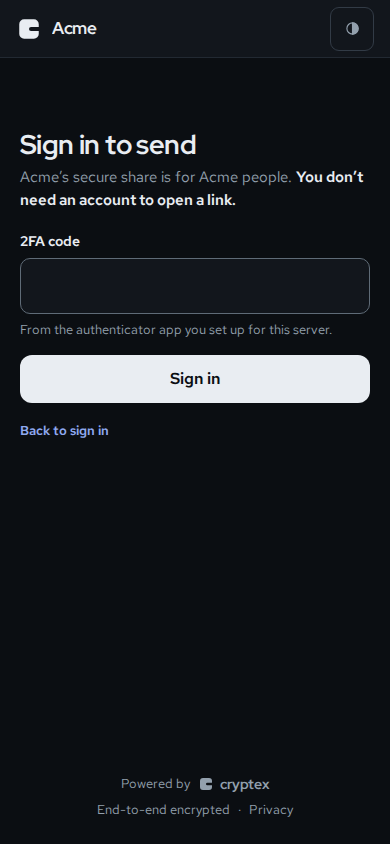 Acme
Sign in to send
Acme’s secure share is for Acme people. You don’t
need an account to open a link.
2FA code
From the authenticator app you set up for this server.
Sign in
Back to sign in
Powered by cryptex
End-to-end encrypted · Privacy